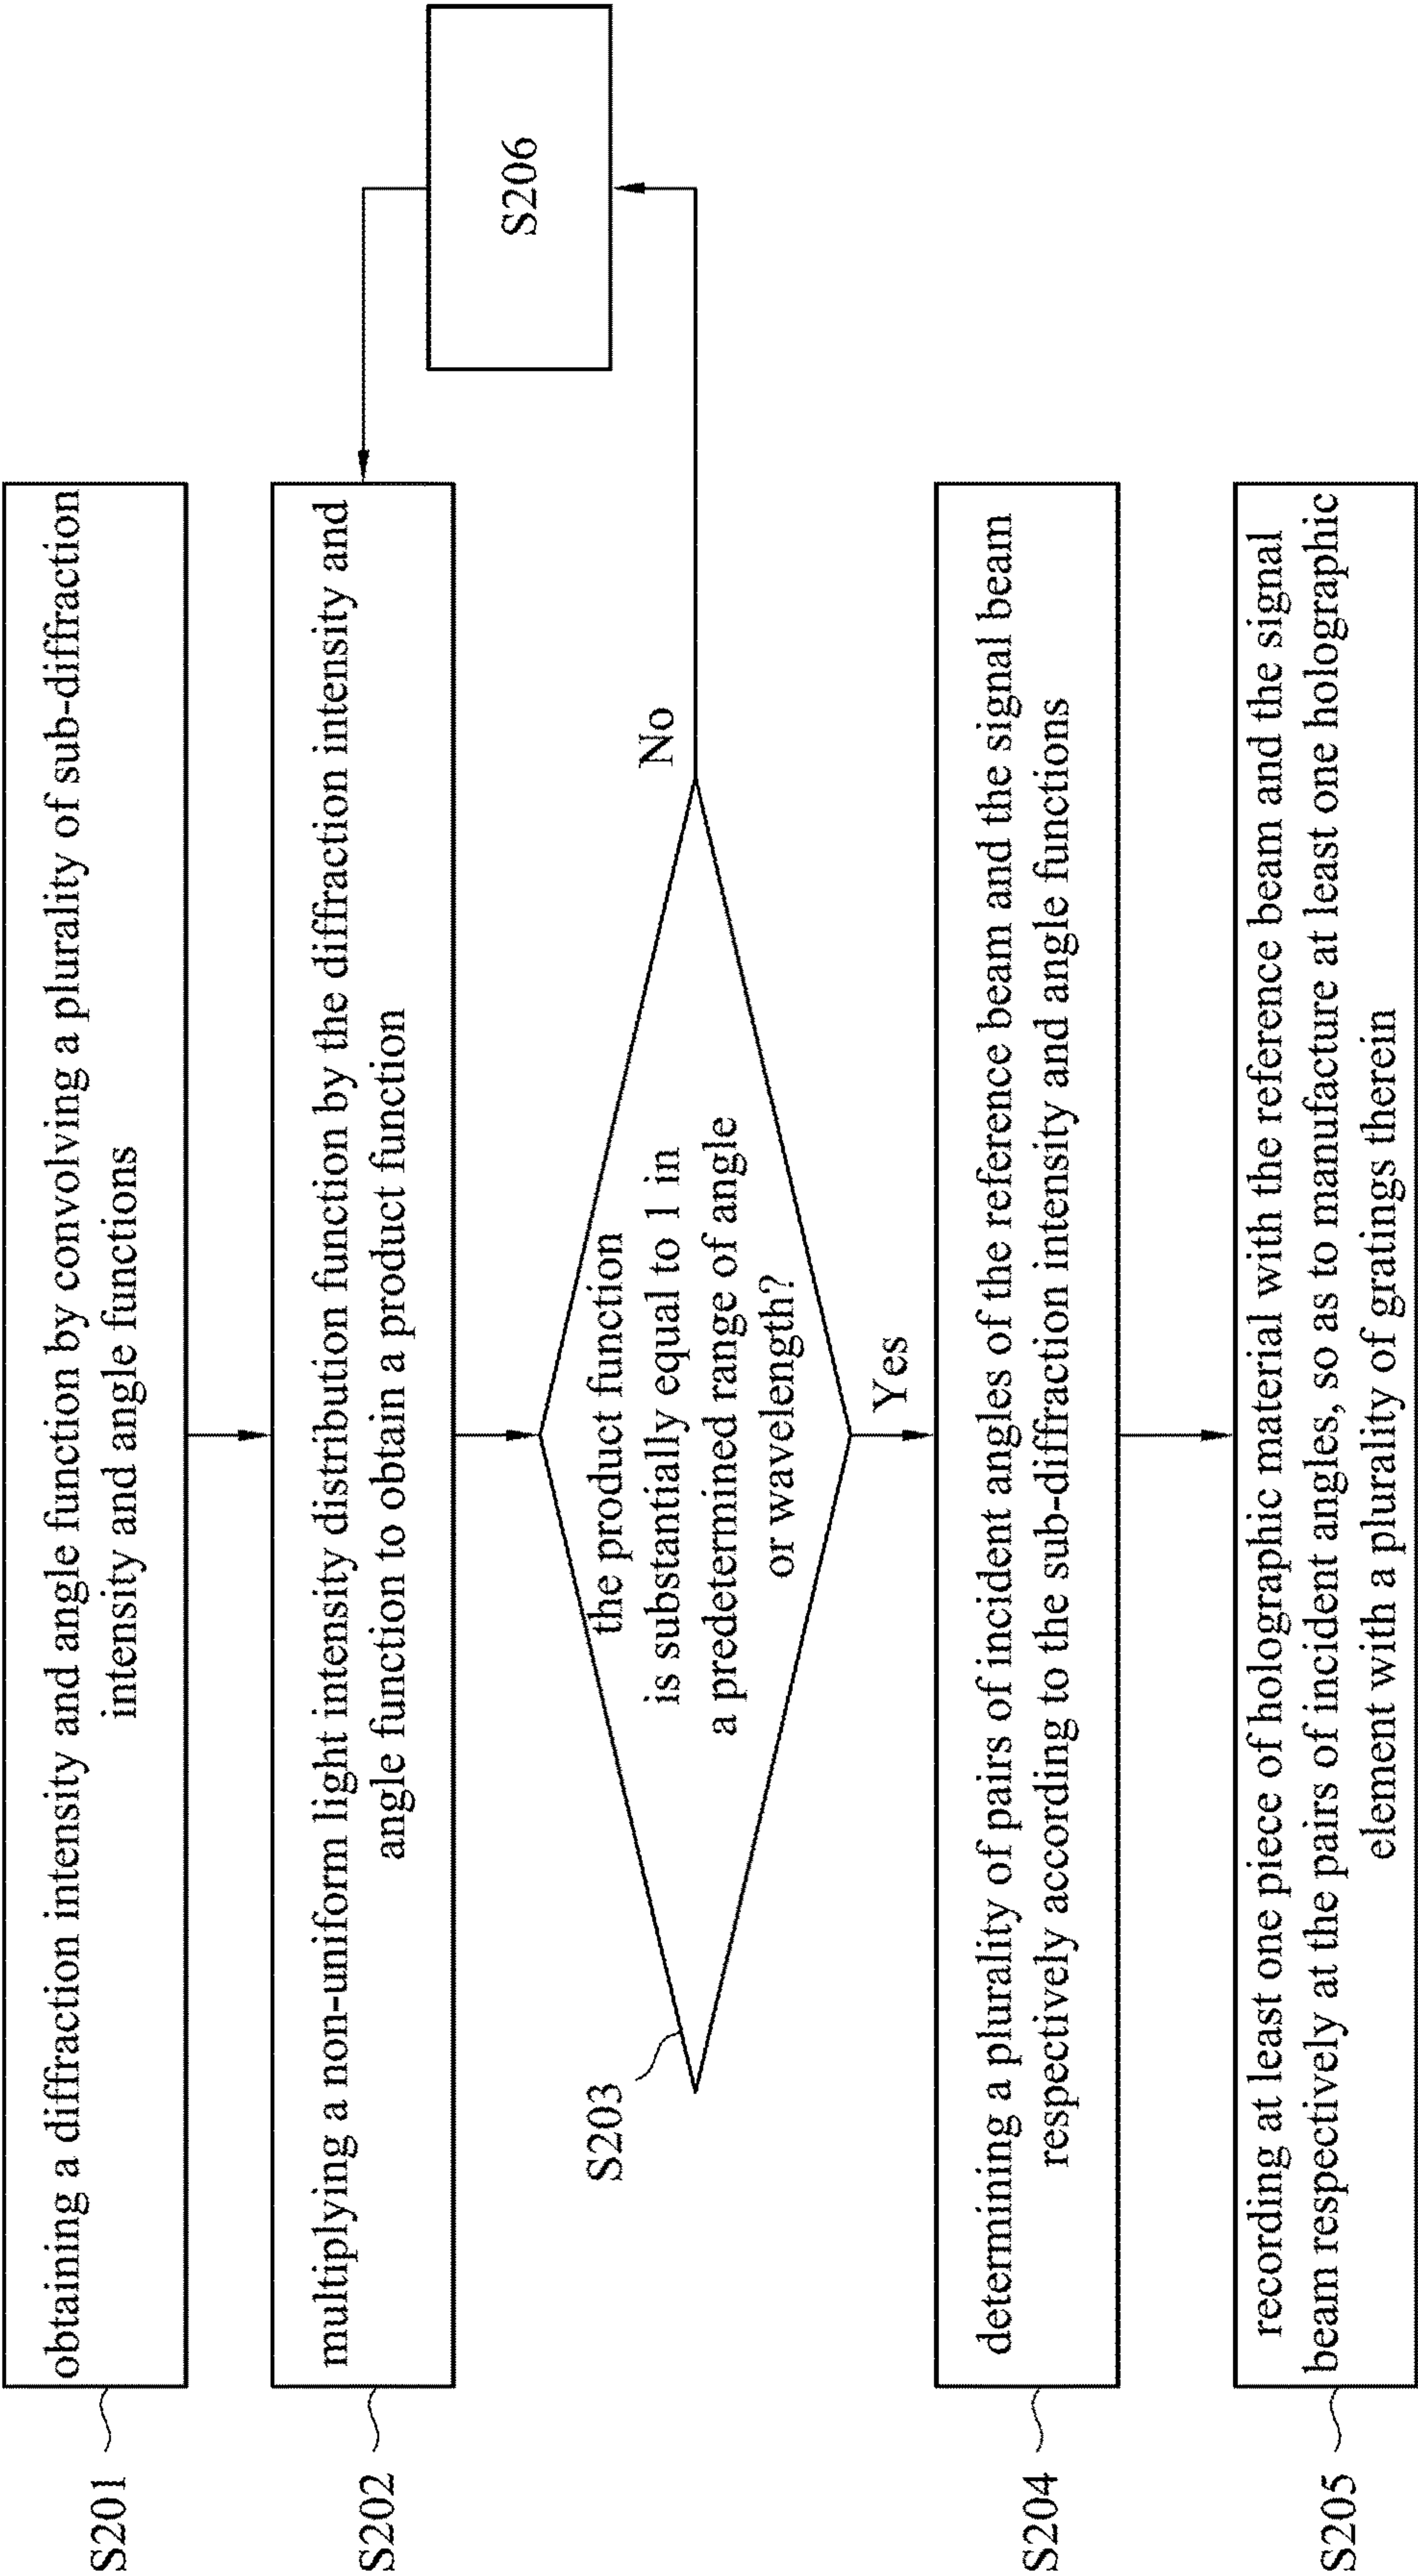 S201
obtaining a diffraction intensity and angle function by convolving a plurality of sub-diffraction
intensity and angle functions
S202
multiplying a non-uniform light intensity distribution function by the diffraction intensity and
angle function to obtain a product function
S203
the product function
is substantially equal to 1 in
a predetermined range of angle
or wavelength?
No
S206
Yes
S204
determining a plurality of pairs of incident angles of the reference beam and the signal beam
respectively according to the sub-diffraction intensity and angle functions
S205
recording at least one piece of holographic material with the reference beam and the signal
beam respectively at the pairs of incident angles, so as to manufacture at least one holographic
element with a plurality of gratings therein